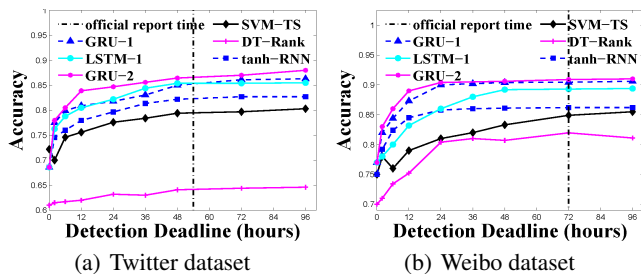 official report time
GRU-1
LSTM-1
GRU-2
SVM-TS
DT-Rank
tanh-RNN
Accuracy
0.9
0.85
0.8
0.75
0.7
0.65
0.6
0 12 24 36 48 60 72 84 96
Detection Deadline (hours)
(a) Twitter dataset
official report time
GRU-1
LSTM-1
GRU-2
SVM-TS
DT-Rank
tanh-RNN
Accuracy
1
0.95
0.9
0.85
0.8
0.75
0.7
0 12 24 36 48 60 72 84 96
Detection Deadline (hours)
(b) Weibo dataset